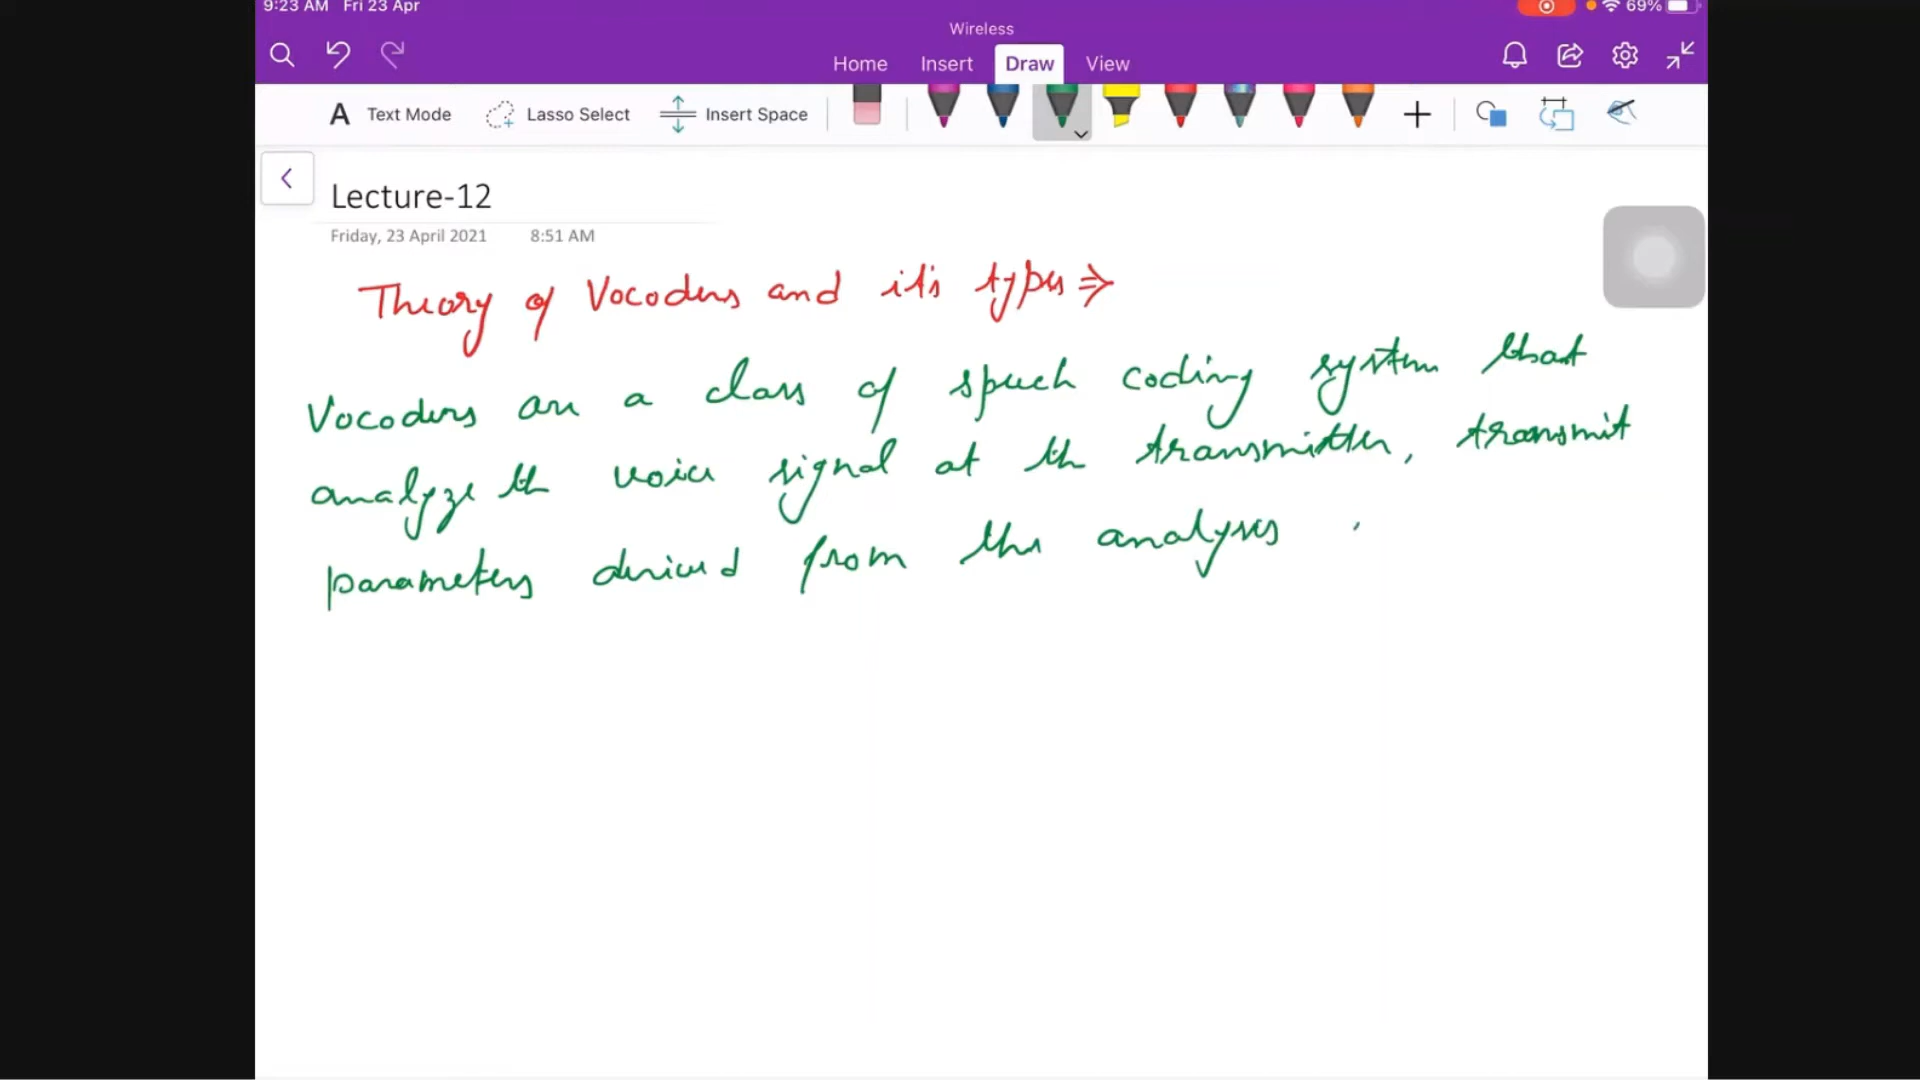 9:23 AM Fri 23 Apr
69%
Wireless
Home Insert Draw View
A Text Mode Lasso Select Insert Space
Lecture-12
Friday, 23 April 2021 8:51 AM
Theory of Vocoders and it's types ⇒
Vocoders are a class of speech coding system that
analyze the voice signal at the transmitter, transmit
parameters derived from the analyses